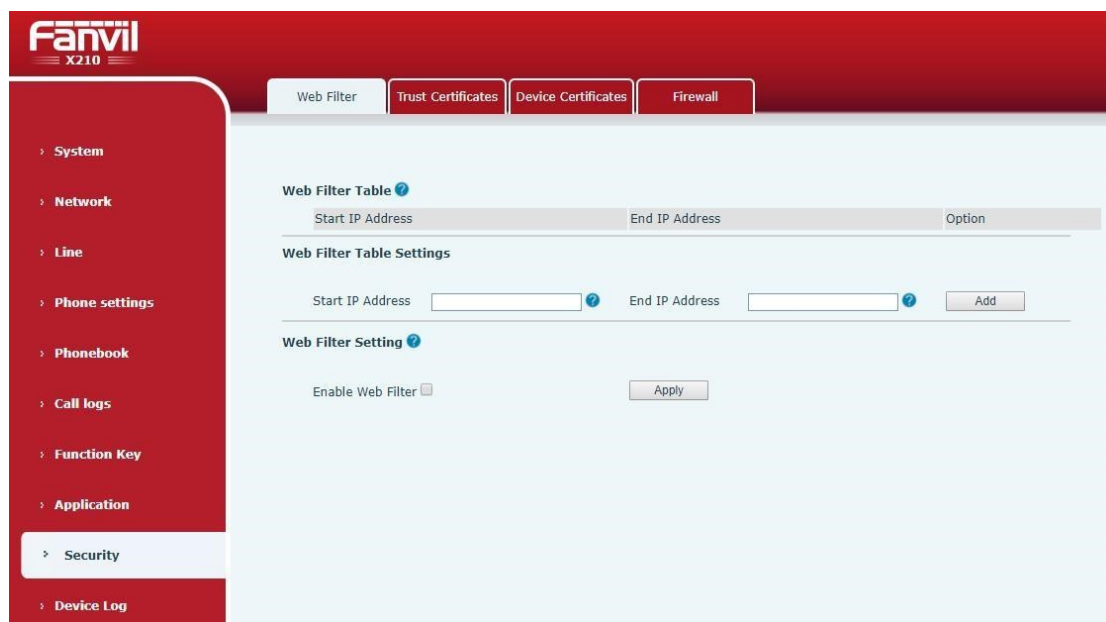 Fanvil
X210
Web Filter
Trust Certificates
Device Certificates
Firewall
System
Network
Line
Phone settings
Phonebook
Call logs
Function Key
Application
Security
Device Log
Web Filter Table ?
Start IP Address End IP Address Option
Web Filter Table Settings
Start IP Address ? End IP Address ? Add
Web Filter Setting ?
Enable Web Filter Apply